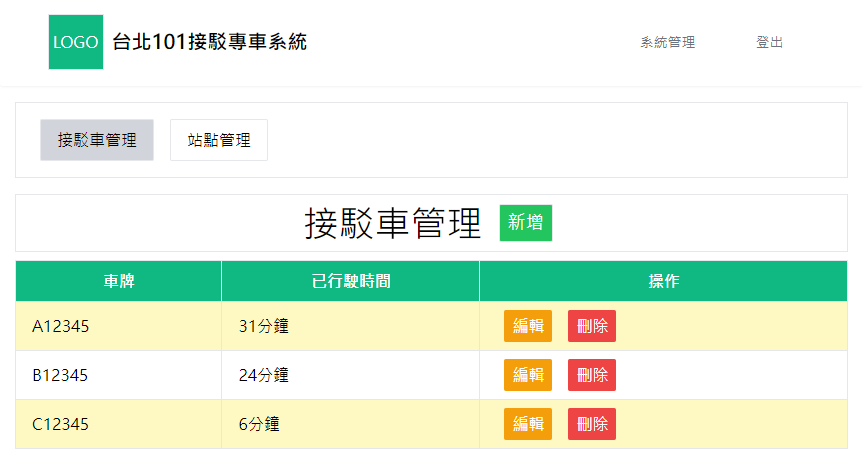 LOGO 台北101接駁專車系統 系統管理 登出
接駁車管理 站點管理
接駁車管理 新增
車牌 已行駛時間 操作
A12345 31分鐘 編輯 刪除
B12345 24分鐘 編輯 刪除
C12345 6分鐘 編輯 刪除